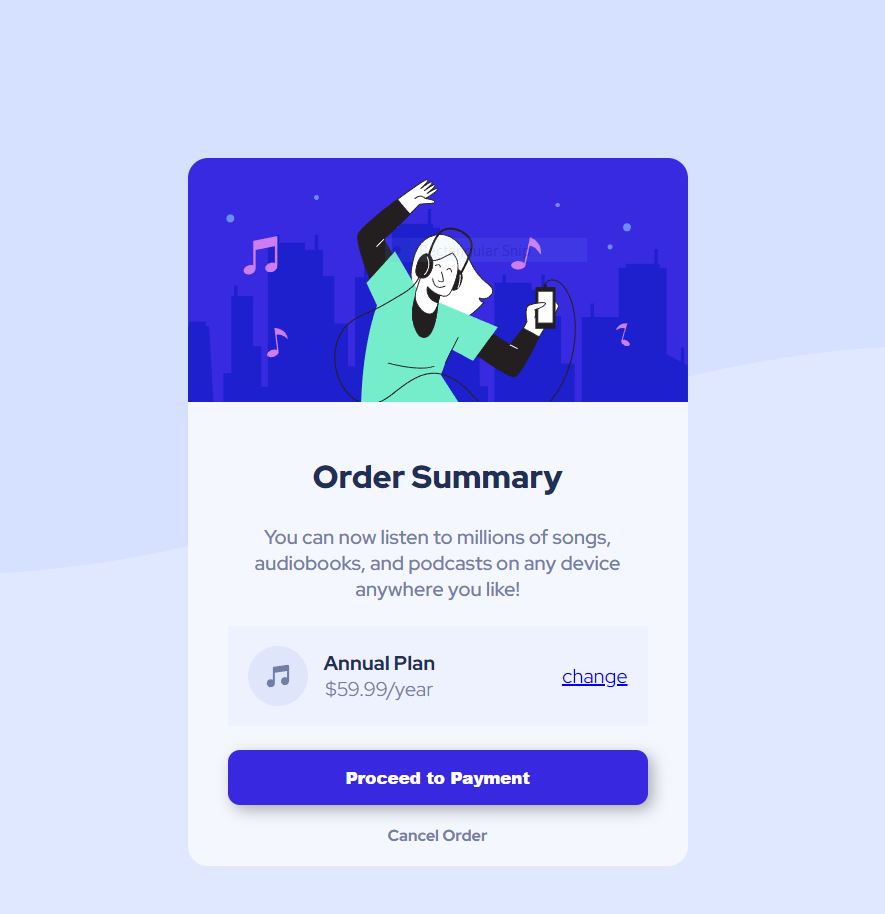 Order Summary
You can now listen to millions of songs,
audiobooks, and podcasts on any device
anywhere you like!
Annual Plan
$59.99/year
change
Proceed to Payment
Cancel Order